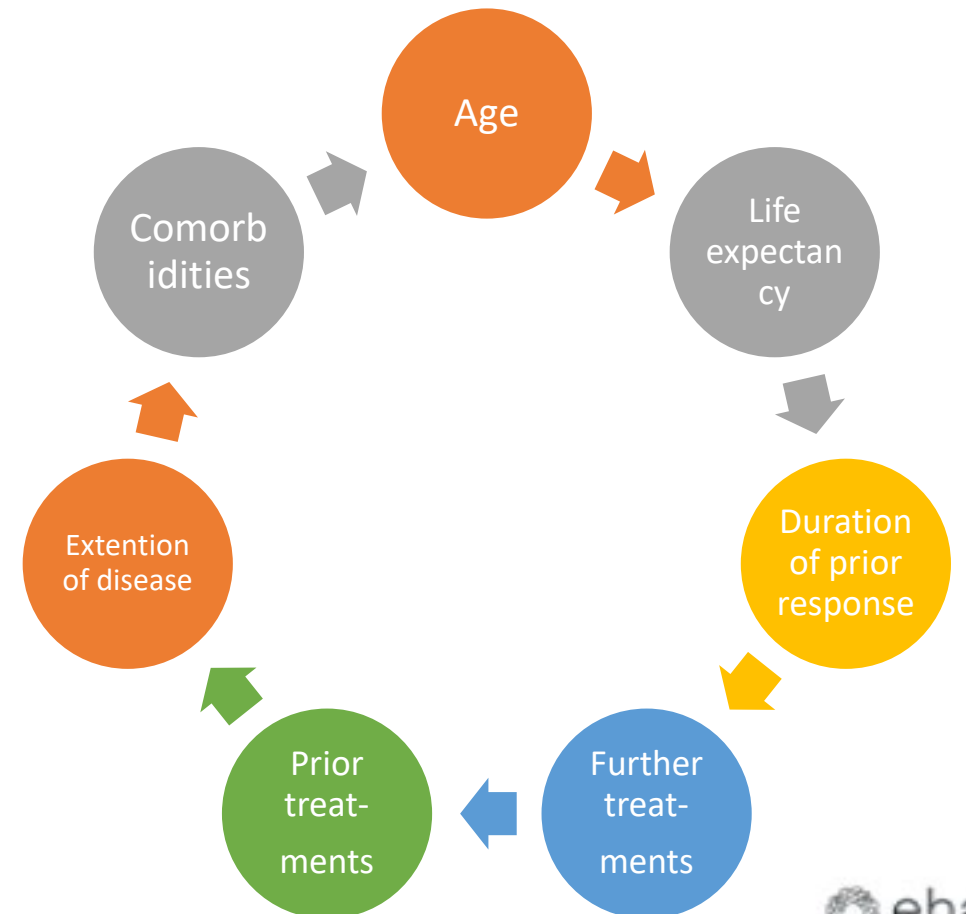 Age
Life
expectan
cy
Duration
of prior
response
Further
treat-
ments
Prior
treat-
ments
Extention
of disease
Comorb
idities
eha